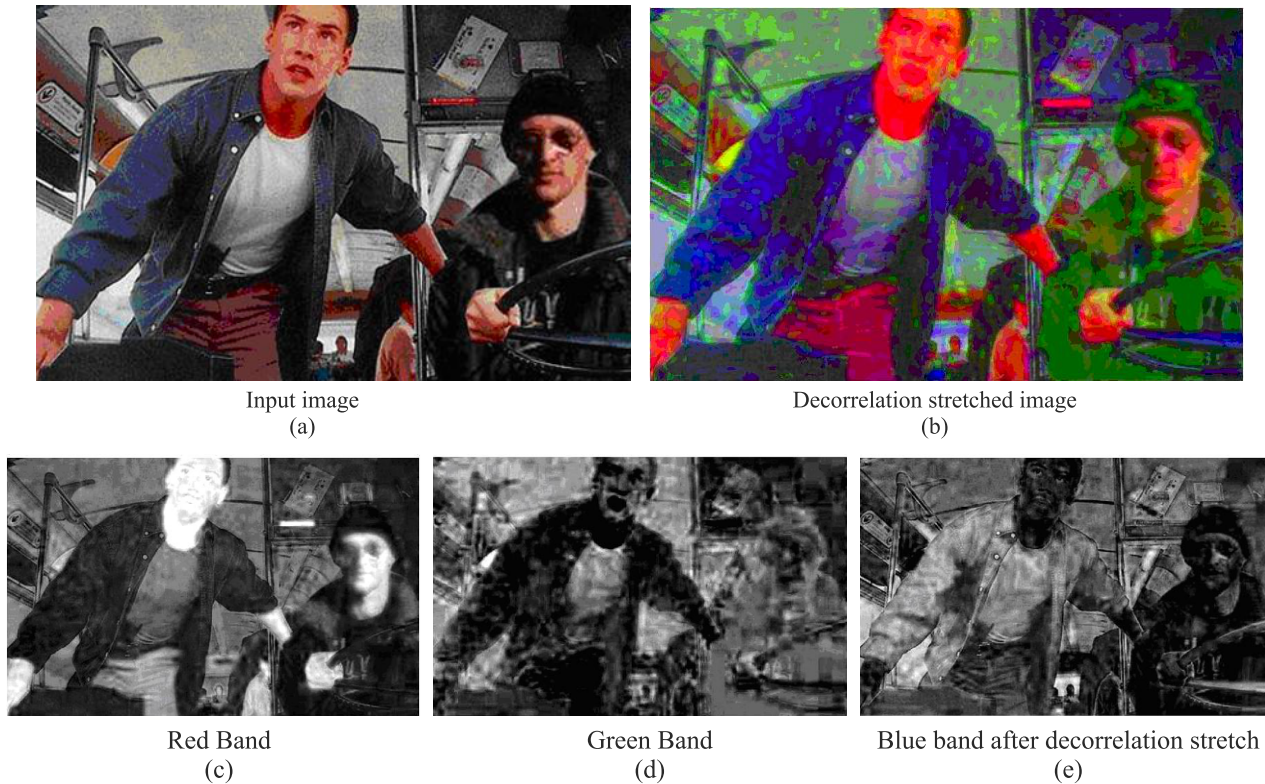 Input image
(a)
Decorrelation stretched image
(b)
Red Band
(c)
Green Band
(d)
Blue band after decorrelation stretch
(e)